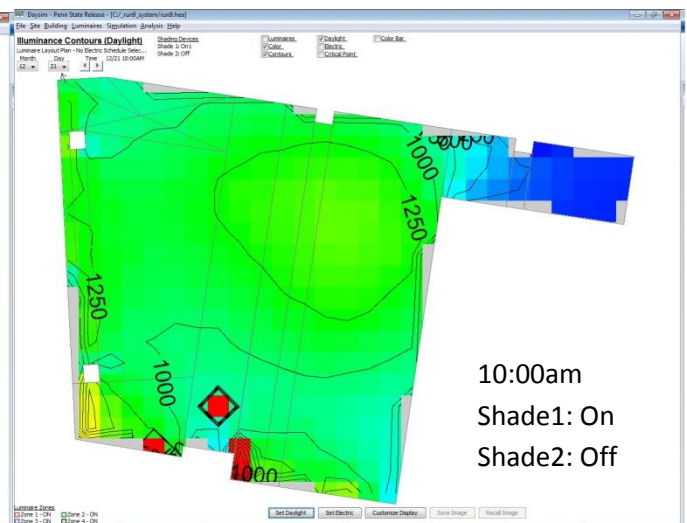 Daysim - Penn State Release - [C:/_run9_system/run9.hea]
File Site Building Luminaires Simulation Analysis Help
Illuminance Contours (Daylight)
Luminaire Layout Plan - No Electric Schedule Selec...
Month Day Time 12/21 10:00AM
12 21
Shading Devices
Shade 1: On1
Shade 2: Off
Luminaires Daylight Color Bar
Color Electric
Contours Critical Point
1000
1250
1250
1000
1000
10:00am
Shade1: On
Shade2: Off
Luminaire Zones
Zone 1 - ON Zone 2 - ON
Zone 3 - ON Zone 4 - ON
Set Daylight Set Electric Customize Display Save Image Recall Image